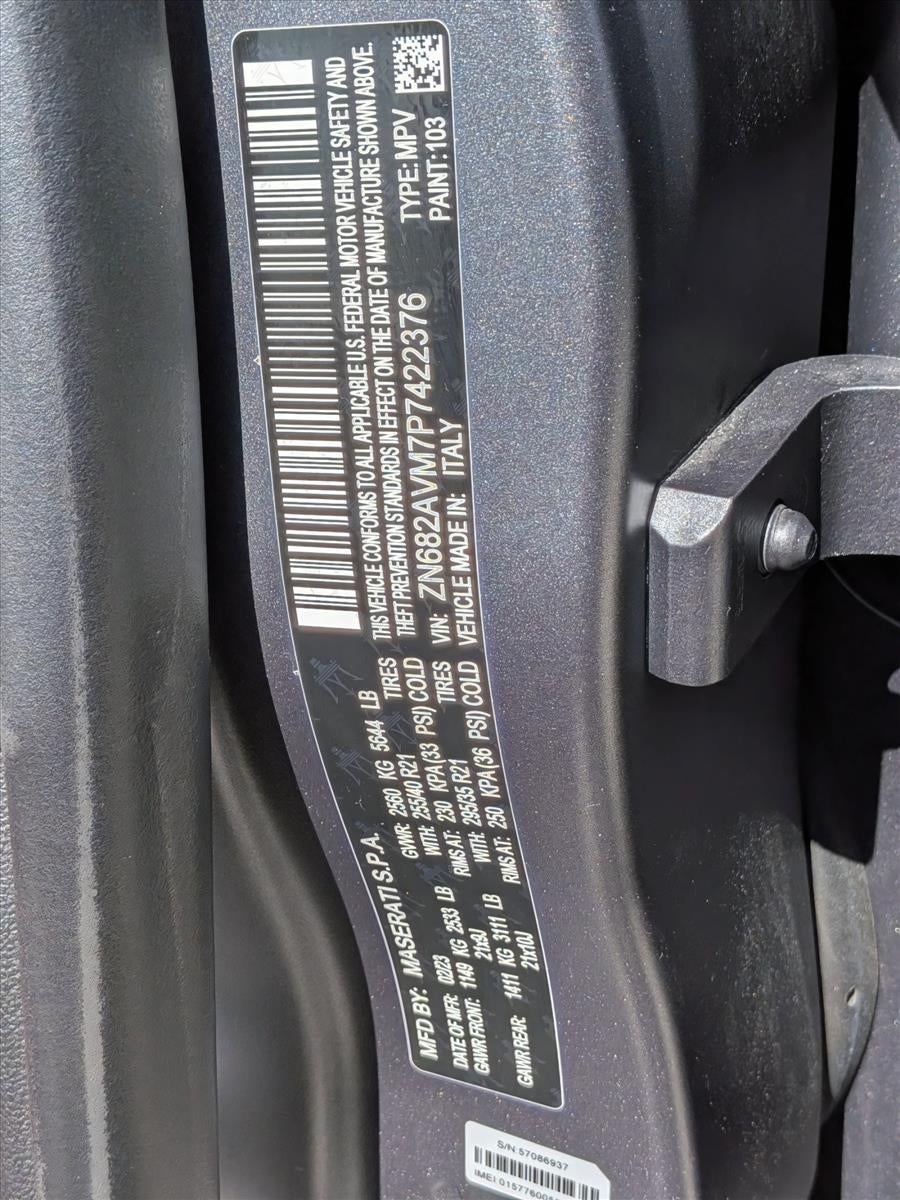 MFD BY: MASERATI S.P.A.
DATE OF MFR: 02/23 GVWR: 2560 KG 5644 LB
GAWR FRONT: 1149 KG 2533 LB WITH: 255/40 R21 TIRES
21x9J RIMS AT: 230 KPA(33 PSI) COLD
GAWR REAR: 1411 KG 3111 LB WITH: 295/35 R21 TIRES
21x10J RIMS AT: 250 KPA(36 PSI) COLD
THIS VEHICLE CONFORMS TO ALL APPLICABLE U.S. FEDERAL MOTOR VEHICLE SAFETY AND
THEFT PREVENTION STANDARDS IN EFFECT ON THE DATE OF MANUFACTURE SHOWN ABOVE.
VIN: ZN682AVM7P7422376 TYPE: MPV
VEHICLE MADE IN: ITALY PAINT: 103
S/N 57086937
IMEI